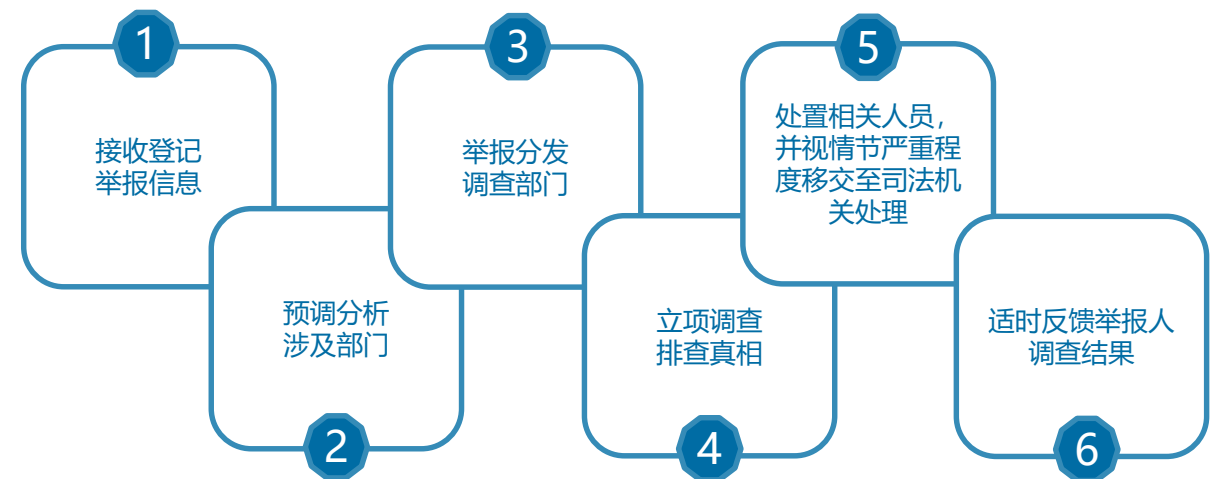 1
接收登记
举报信息
2
预调分析
涉及部门
3
举报分发
调查部门
4
立项调查
排查真相
5
处置相关人员，
并视情节严重程
度移交至司法机
关处理
6
适时反馈举报人
调查结果